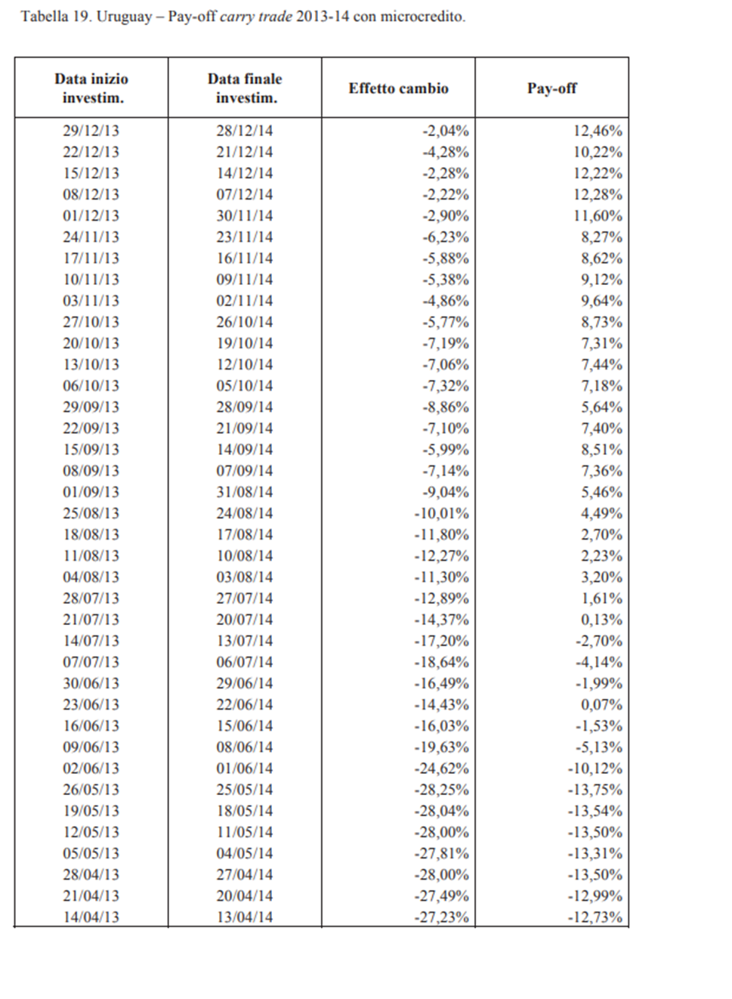 Tabella 19. Uruguay – Pay-off carry trade 2013-14 con microcredito.
Data inizio investim. Data finale investim. Effetto cambio Pay-off
29/12/13 28/12/14 -2,04% 12,46%
22/12/13 21/12/14 -4,28% 10,22%
15/12/13 14/12/14 -2,28% 12,22%
08/12/13 07/12/14 -2,22% 12,28%
01/12/13 30/11/14 -2,90% 11,60%
24/11/13 23/11/14 -6,23% 8,27%
17/11/13 16/11/14 -5,88% 8,62%
10/11/13 09/11/14 -5,38% 9,12%
03/11/13 02/11/14 -4,86% 9,64%
27/10/13 26/10/14 -5,77% 8,73%
20/10/13 19/10/14 -7,19% 7,31%
13/10/13 12/10/14 -7,06% 7,44%
06/10/13 05/10/14 -7,32% 7,18%
29/09/13 28/09/14 -8,86% 5,64%
22/09/13 21/09/14 -7,10% 7,40%
15/09/13 14/09/14 -5,99% 8,51%
08/09/13 07/09/14 -7,14% 7,36%
01/09/13 31/08/14 -9,04% 5,46%
25/08/13 24/08/14 -10,01% 4,49%
18/08/13 17/08/14 -11,80% 2,70%
11/08/13 10/08/14 -12,27% 2,23%
04/08/13 03/08/14 -11,30% 3,20%
28/07/13 27/07/14 -12,89% 1,61%
21/07/13 20/07/14 -14,37% 0,13%
14/07/13 13/07/14 -17,20% -2,70%
07/07/13 06/07/14 -18,64% -4,14%
30/06/13 29/06/14 -16,49% -1,99%
23/06/13 22/06/14 -14,43% 0,07%
16/06/13 15/06/14 -16,03% -1,53%
09/06/13 08/06/14 -19,63% -5,13%
02/06/13 01/06/14 -24,62% -10,12%
26/05/13 25/05/14 -28,25% -13,75%
19/05/13 18/05/14 -28,04% -13,54%
12/05/13 11/05/14 -28,00% -13,50%
05/05/13 04/05/14 -27,81% -13,31%
28/04/13 27/04/14 -28,00% -13,50%
21/04/13 20/04/14 -27,49% -12,99%
14/04/13 13/04/14 -27,23% -12,73%